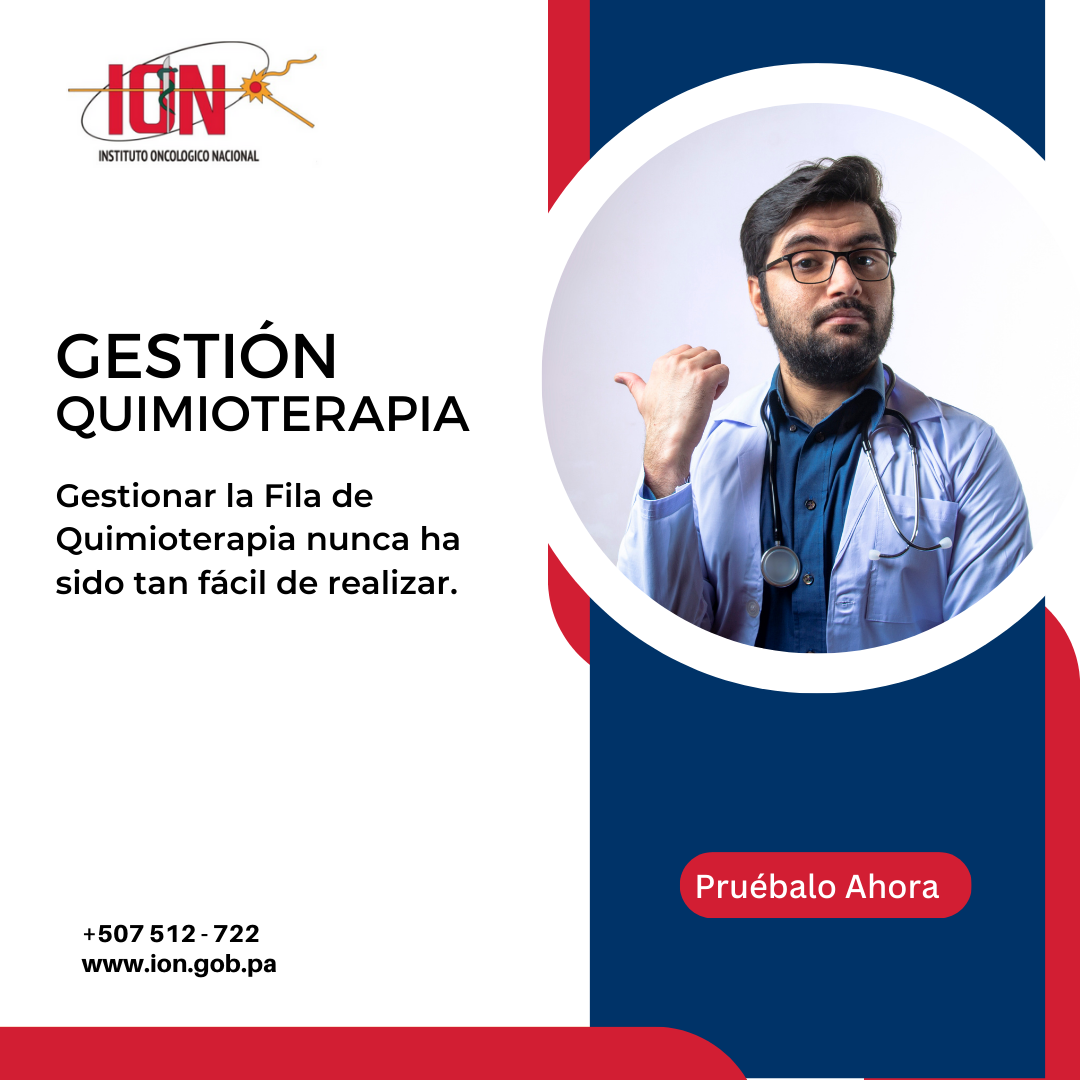 ION
INSTITUTO ONCOLOGICO NACIONAL
GESTIÓN
QUIMIOTERAPIA
Gestionar la Fila de
Quimioterapia nunca ha
sido tan fácil de realizar.
Pruébalo Ahora
+507 512 - 722
www.ion.gob.pa